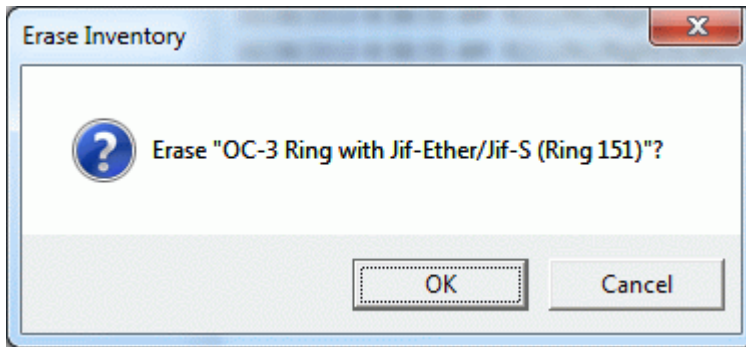 Erase Inventory
Erase "OC-3 Ring with Jif-Ether/Jif-S (Ring 151)"?
OK
Cancel